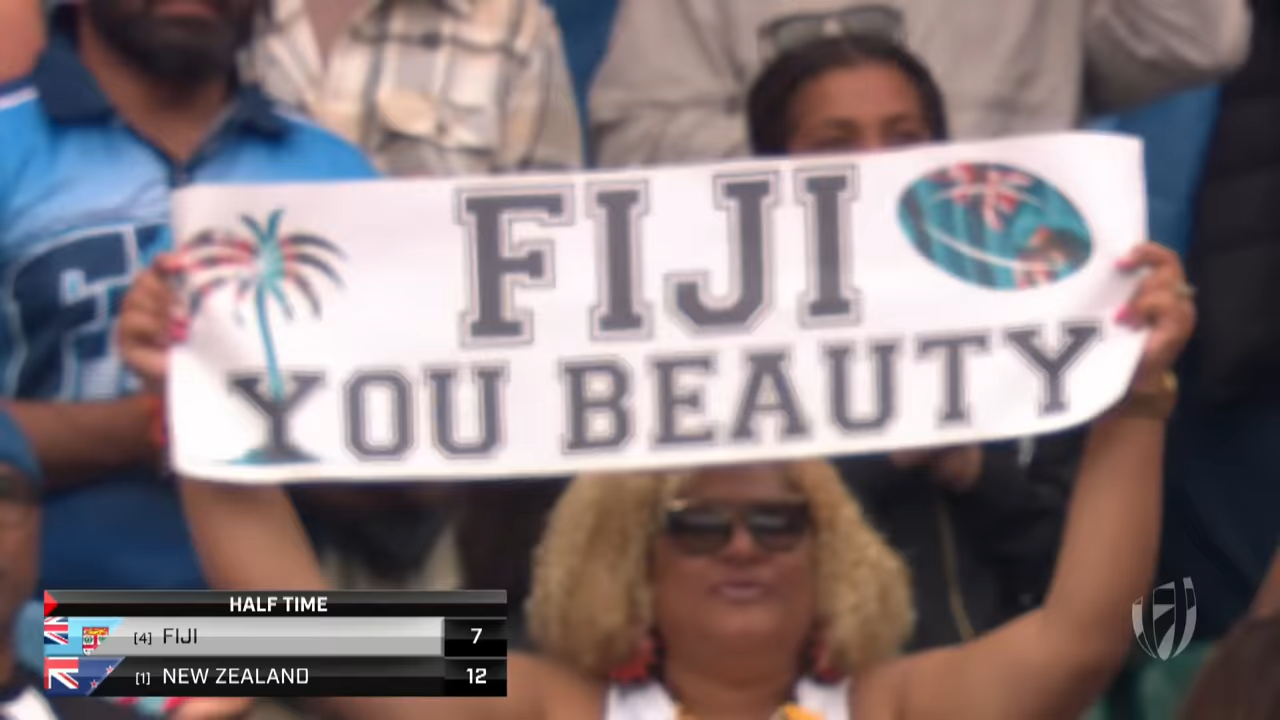 FIJI
YOU BEAUTY
HALF TIME
[4] FIJI 7
[1] NEW ZEALAND 12